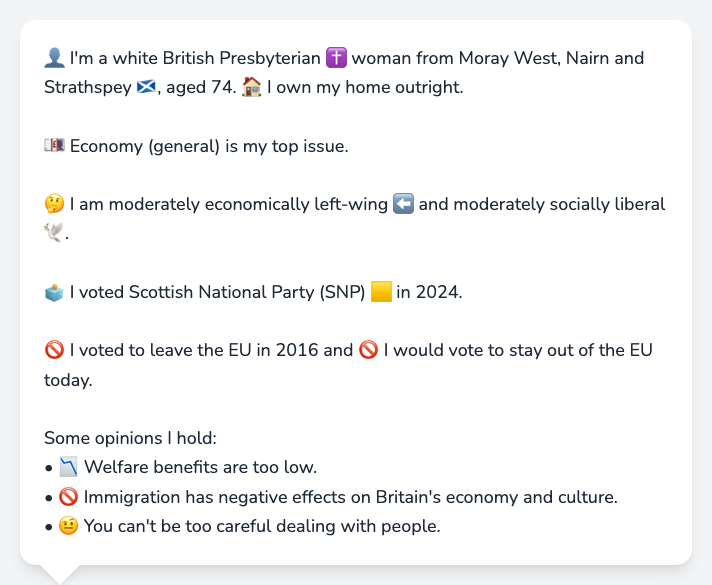 👤 I'm a white British Presbyterian ✝️ woman from Moray West, Nairn and
Strathspey 🏴󠁧󠁢󠁳󠁣󠁴󠁿, aged 74. 🏠 I own my home outright.
💷 Economy (general) is my top issue.
🤔 I am moderately economically left-wing ⬅️ and moderately socially liberal
🕊️.
🗳️ I voted Scottish National Party (SNP) 🟨 in 2024.
🚫 I voted to leave the EU in 2016 and 🚫 I would vote to stay out of the EU
today.
Some opinions I hold:
• 📉 Welfare benefits are too low.
• 🚫 Immigration has negative effects on Britain's economy and culture.
• 🤨 You can't be too careful dealing with people.